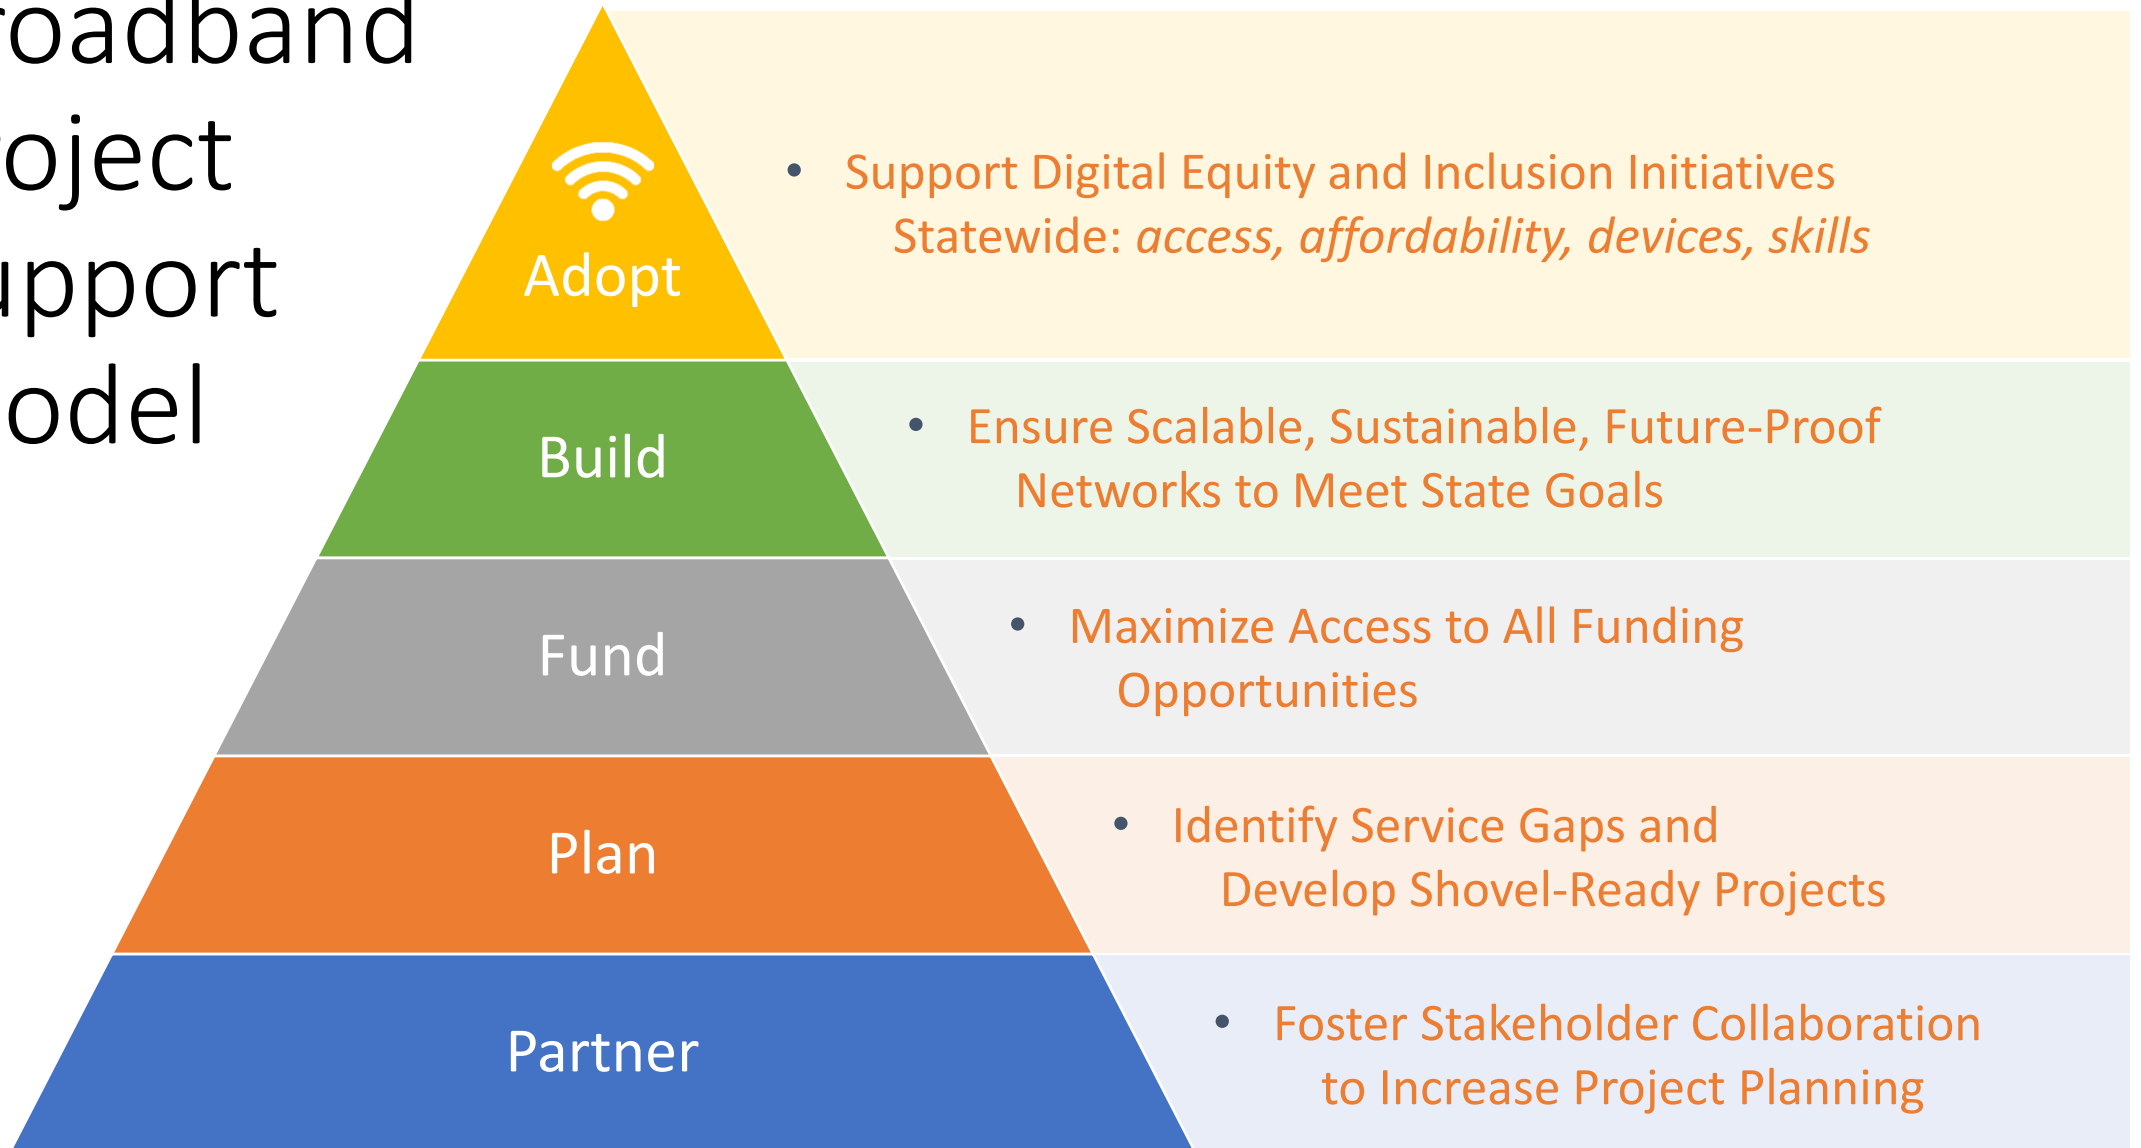 roadband
roject
upport
odel
Adopt
• Support Digital Equity and Inclusion Initiatives
Statewide: access, affordability, devices, skills
Build
• Ensure Scalable, Sustainable, Future-Proof
Networks to Meet State Goals
Fund
• Maximize Access to All Funding
Opportunities
Plan
• Identify Service Gaps and
Develop Shovel-Ready Projects
Partner
• Foster Stakeholder Collaboration
to Increase Project Planning